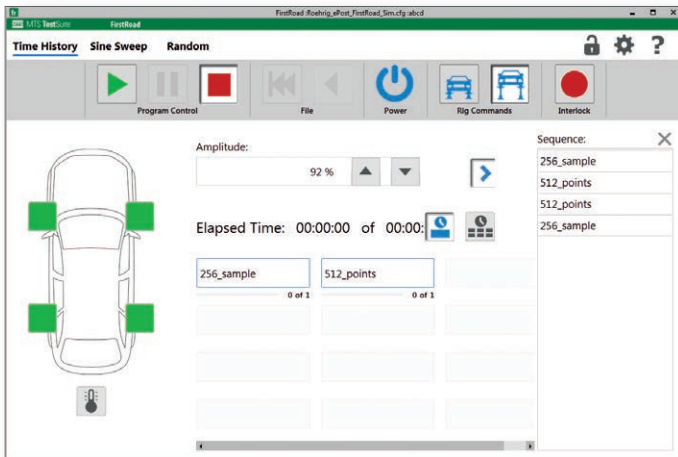 FirstRoad :Roehrig_ePost_FirstRoad_Sim.cfg :abcd
MTS TestSuite FirstRoad
Time History Sine Sweep Random
?
Program Control File Power Rig Commands Interlock
Amplitude:
92 %
Sequence:
256_sample
512_points
512_points
256_sample
Elapsed Time: 00:00:00 of 00:00:
256_sample 512_points
0 of 1 0 of 1